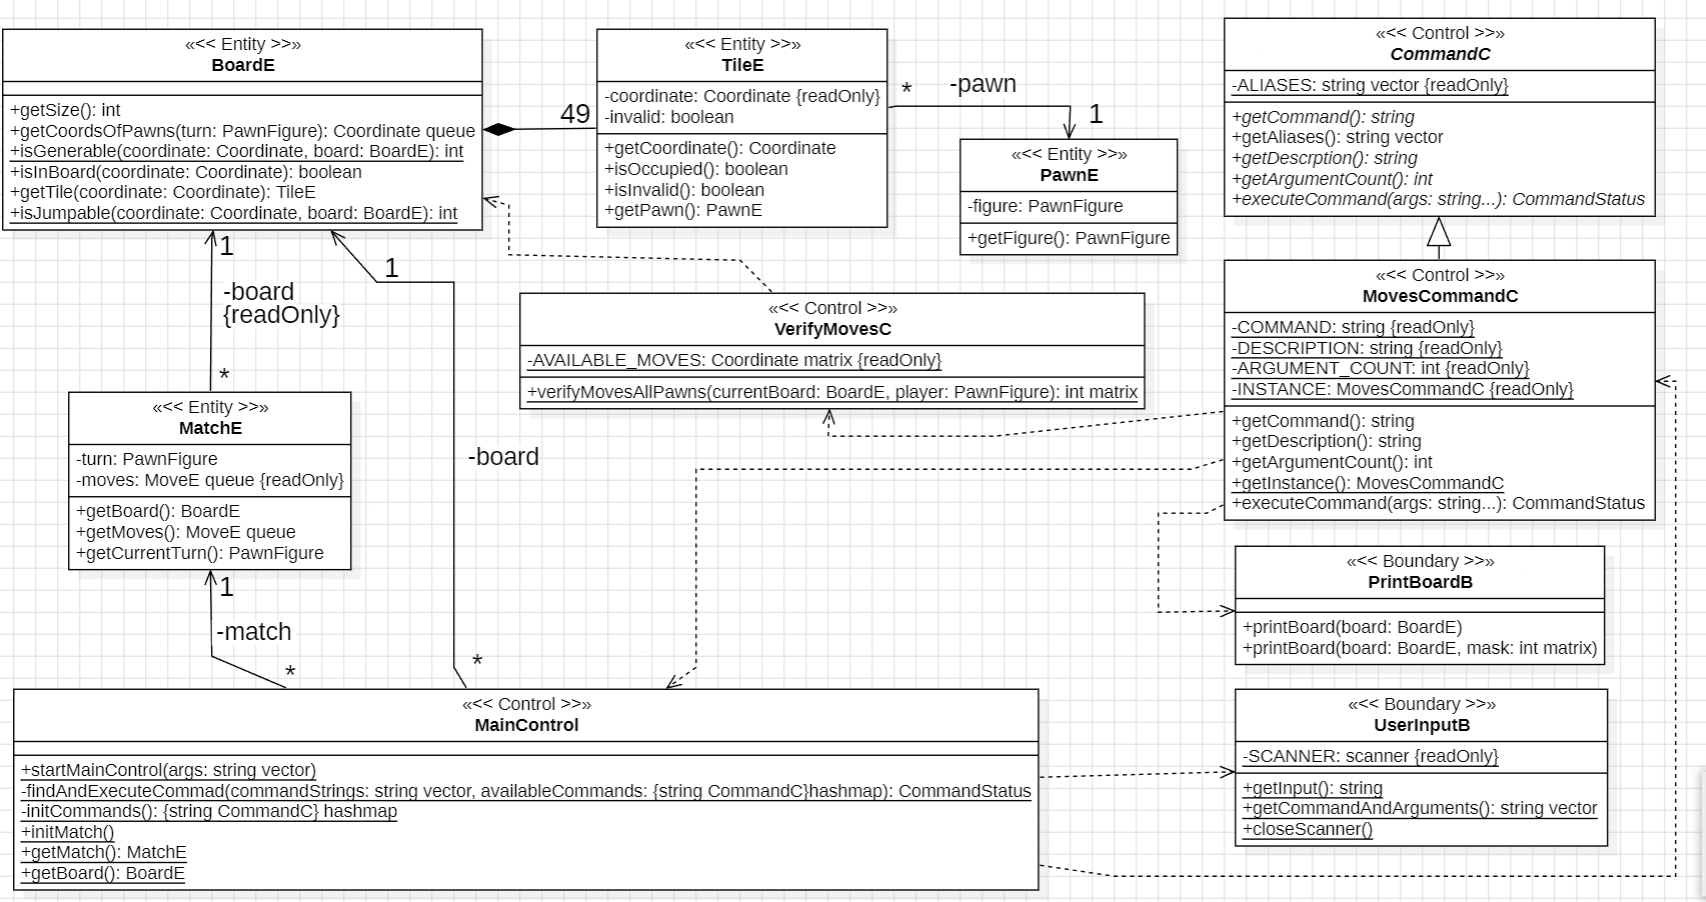 «<< Entity >>»
BoardE
+getSize(): int
+getCoordsOfPawns(turn: PawnFigure): Coordinate queue
+isGenerable(coordinate: Coordinate, board: BoardE): int
+isInBoard(coordinate: Coordinate): boolean
+getTile(coordinate: Coordinate): TileE
+isJumpable(coordinate: Coordinate, board: BoardE): int
49
«<< Entity >>»
TileE
-coordinate: Coordinate {readOnly}
-invalid: boolean
+getCoordinate(): Coordinate
+isOccupied(): boolean
+isInvalid(): boolean
+getPawn(): PawnE
*
-pawn
1
«<< Entity >>»
PawnE
-figure: PawnFigure
+getFigure(): PawnFigure
«<< Control >>»
CommandC
-ALIASES: string vector {readOnly}
+getCommand(): string
+getAliases(): string vector
+getDescrption(): string
+getArgumentCount(): int
+executeCommand(args: string...): CommandStatus
1
-board
{readOnly}
*
1
-board
*
«<< Control >>»
VerifyMovesC
-AVAILABLE_MOVES: Coordinate matrix {readOnly}
+verifyMovesAllPawns(currentBoard: BoardE, player: PawnFigure): int matrix
«<< Control >>»
MovesCommandC
-COMMAND: string {readOnly}
-DESCRIPTION: string {readOnly}
-ARGUMENT_COUNT: int {readOnly}
-INSTANCE: MovesCommandC {readOnly}
+getCommand(): string
+getDescription(): string
+getArgumentCount(): int
+getInstance(): MovesCommandC
+executeCommand(args: string...): CommandStatus
«<< Entity >>»
MatchE
-turn: PawnFigure
-moves: MoveE queue {readOnly}
+getBoard(): BoardE
+getMoves(): MoveE queue
+getCurrentTurn(): PawnFigure
1
-match
*
«<< Boundary >>»
PrintBoardB
+printBoard(board: BoardE)
+printBoard(board: BoardE, mask: int matrix)
«<< Control >>»
MainControl
+startMainControl(args: string vector)
-findAndExecuteCommad(commandStrings: string vector, availableCommands: {string CommandC}hashmap): CommandStatus
-initCommands(): {string CommandC} hashmap
+initMatch()
+getMatch(): MatchE
+getBoard(): BoardE
«<< Boundary >>»
UserInputB
-SCANNER: scanner {readOnly}
+getInput(): string
+getCommandAndArguments(): string vector
+closeScanner()